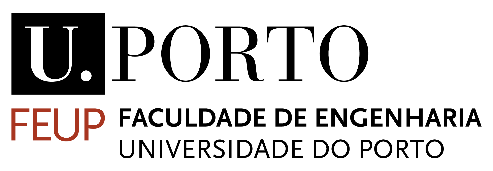 U. PORTO
FEUP FACULDADE DE ENGENHARIA
UNIVERSIDADE DO PORTO